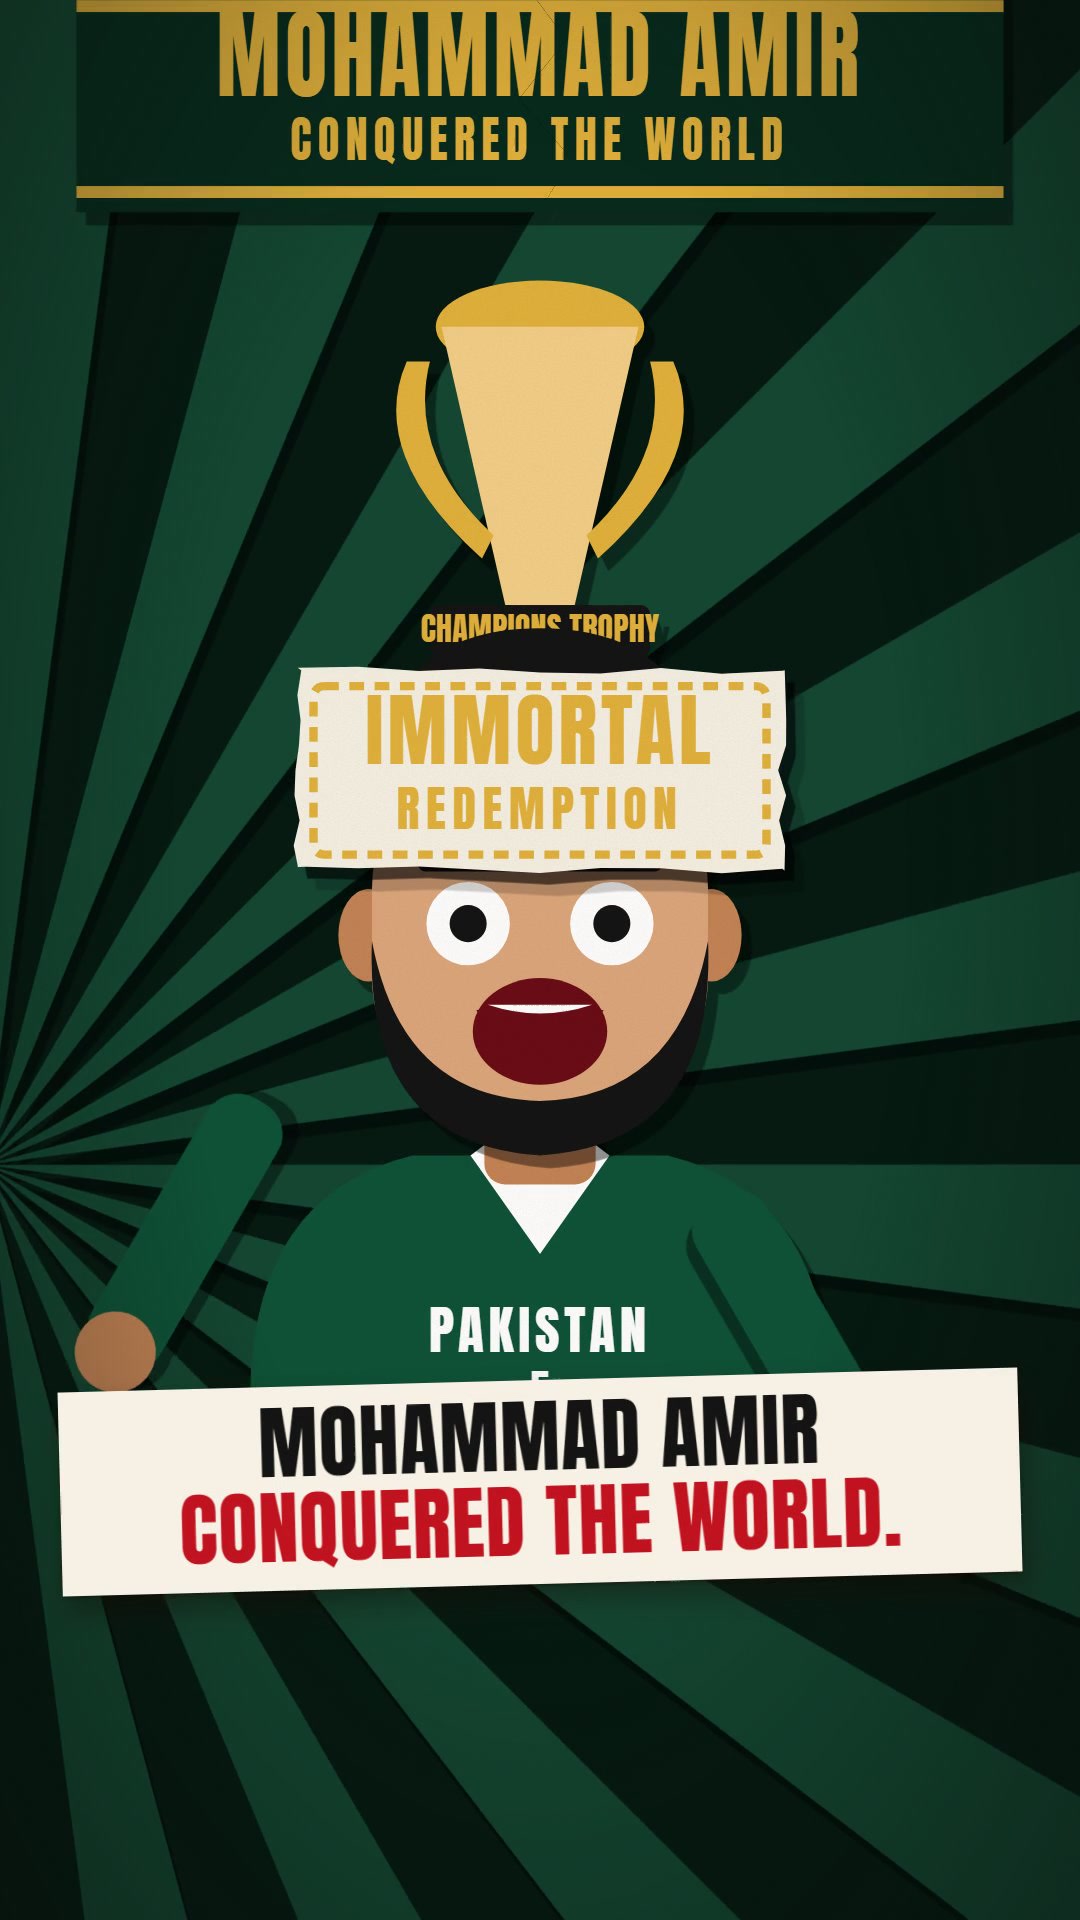 MOHAMMAD AMIR
CONQUERED THE WORLD
CHAMPIONS TROPHY
IMMORTAL
REDEMPTION
PAKISTAN
MOHAMMAD AMIR
CONQUERED THE WORLD.